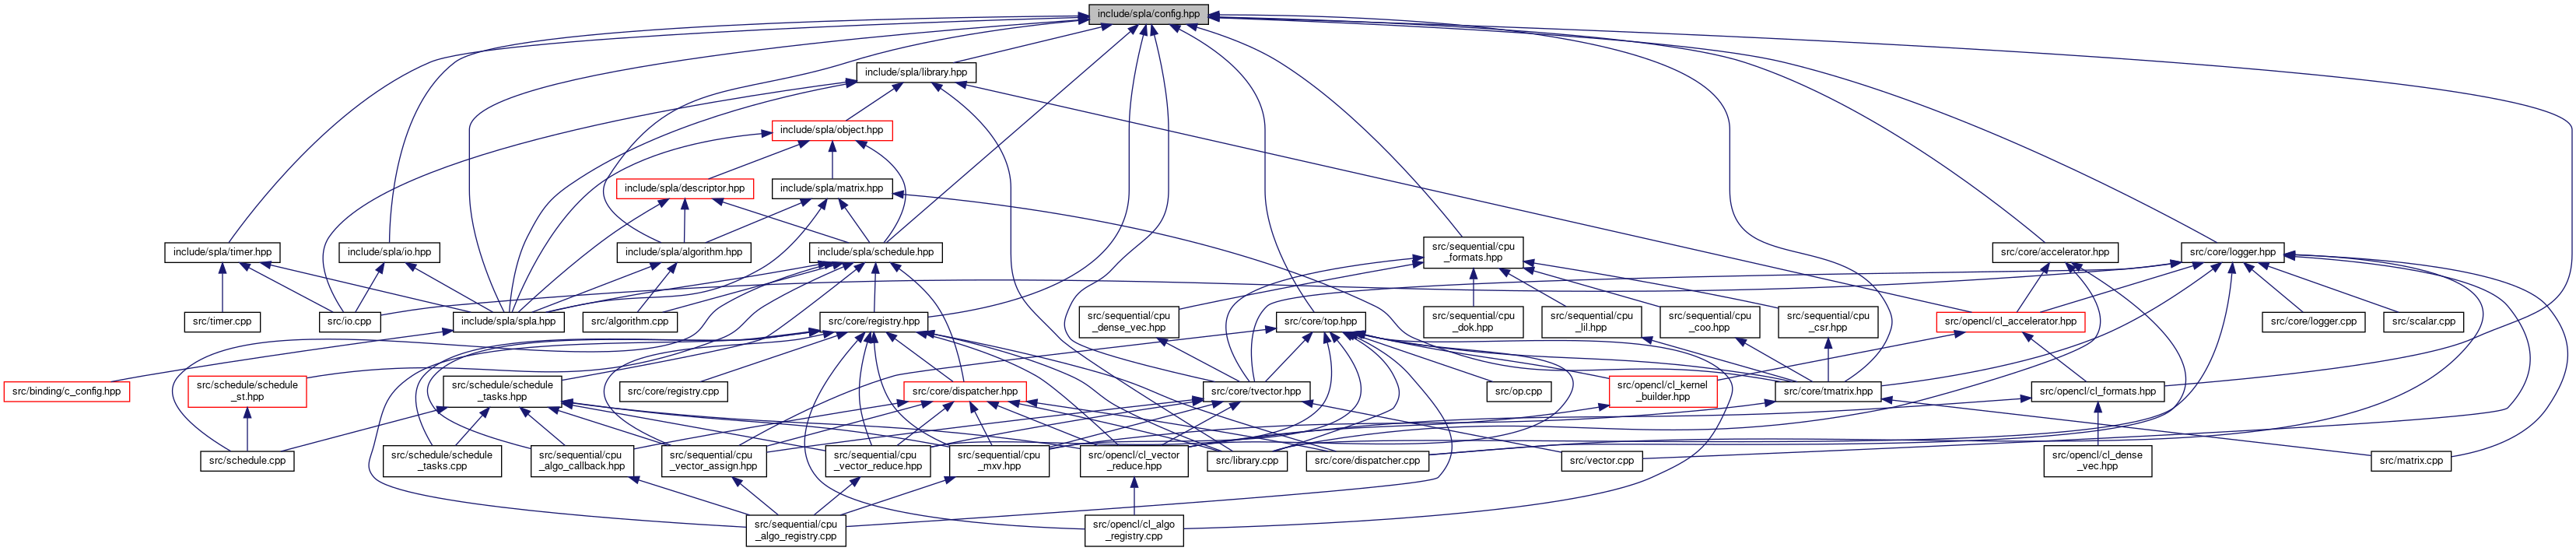 include/spla/config.hpp
include/spla/library.hpp
include/spla/object.hpp
include/spla/descriptor.hpp
include/spla/matrix.hpp
include/spla/timer.hpp
include/spla/io.hpp
include/spla/algorithm.hpp
include/spla/schedule.hpp
src/sequential/cpu
_formats.hpp
src/core/accelerator.hpp
src/core/logger.hpp
src/timer.cpp
src/io.cpp
include/spla/spla.hpp
src/algorithm.cpp
src/core/registry.hpp
src/sequential/cpu
_dense_vec.hpp
src/core/top.hpp
src/sequential/cpu
_dok.hpp
src/sequential/cpu
_lil.hpp
src/sequential/cpu
_coo.hpp
src/sequential/cpu
_csr.hpp
src/opencl/cl_accelerator.hpp
src/core/logger.cpp
src/scalar.cpp
src/binding/c_config.hpp
src/schedule/schedule
_st.hpp
src/schedule/schedule
_tasks.hpp
src/core/registry.cpp
src/core/dispatcher.hpp
src/core/tvector.hpp
src/op.cpp
src/opencl/cl_kernel
_builder.hpp
src/core/tmatrix.hpp
src/opencl/cl_formats.hpp
src/schedule.cpp
src/schedule/schedule
_tasks.cpp
src/sequential/cpu
_algo_callback.hpp
src/sequential/cpu
_vector_assign.hpp
src/sequential/cpu
_vector_reduce.hpp
src/sequential/cpu
_mxv.hpp
src/opencl/cl_vector
_reduce.hpp
src/library.cpp
src/core/dispatcher.cpp
src/vector.cpp
src/matrix.cpp
src/opencl/cl_dense
_vec.hpp
src/sequential/cpu
_algo_registry.cpp
src/opencl/cl_algo
_registry.cpp